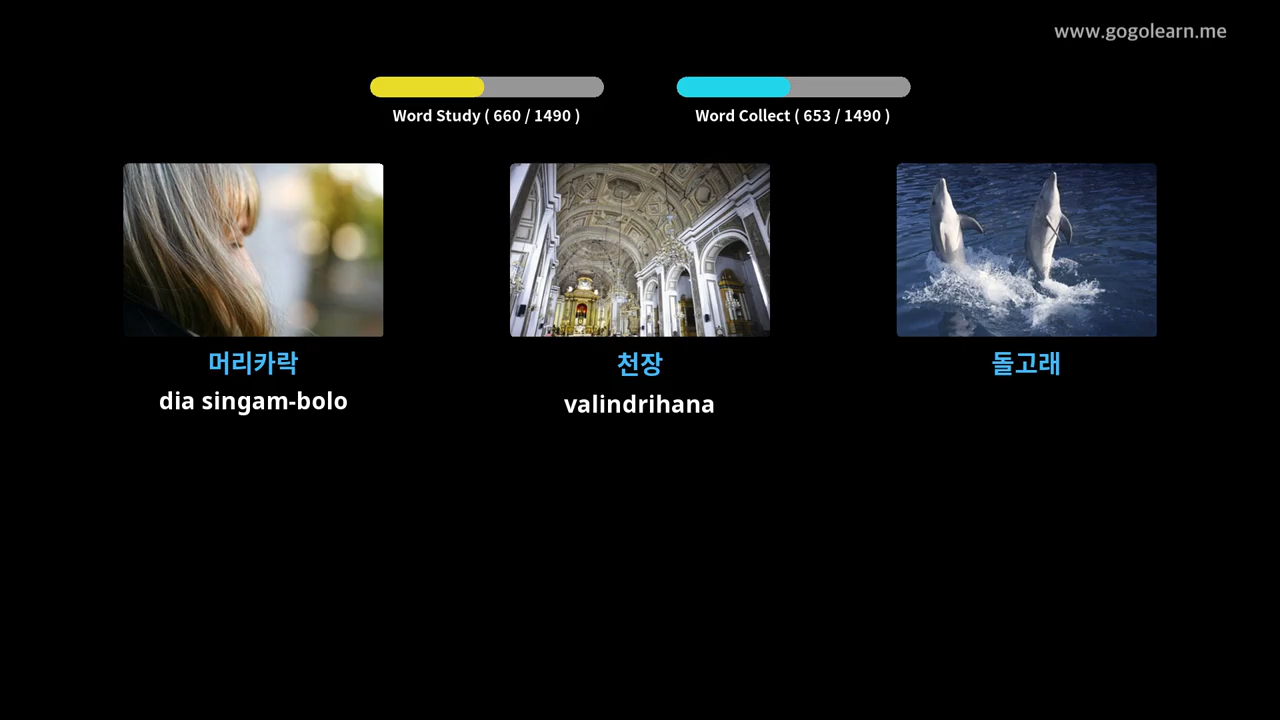 www.gogolearn.me
Word Study ( 660 / 1490 )
Word Collect ( 653 / 1490 )
머리카락
dia singam-bolo
천장
valindrihana
돌고래